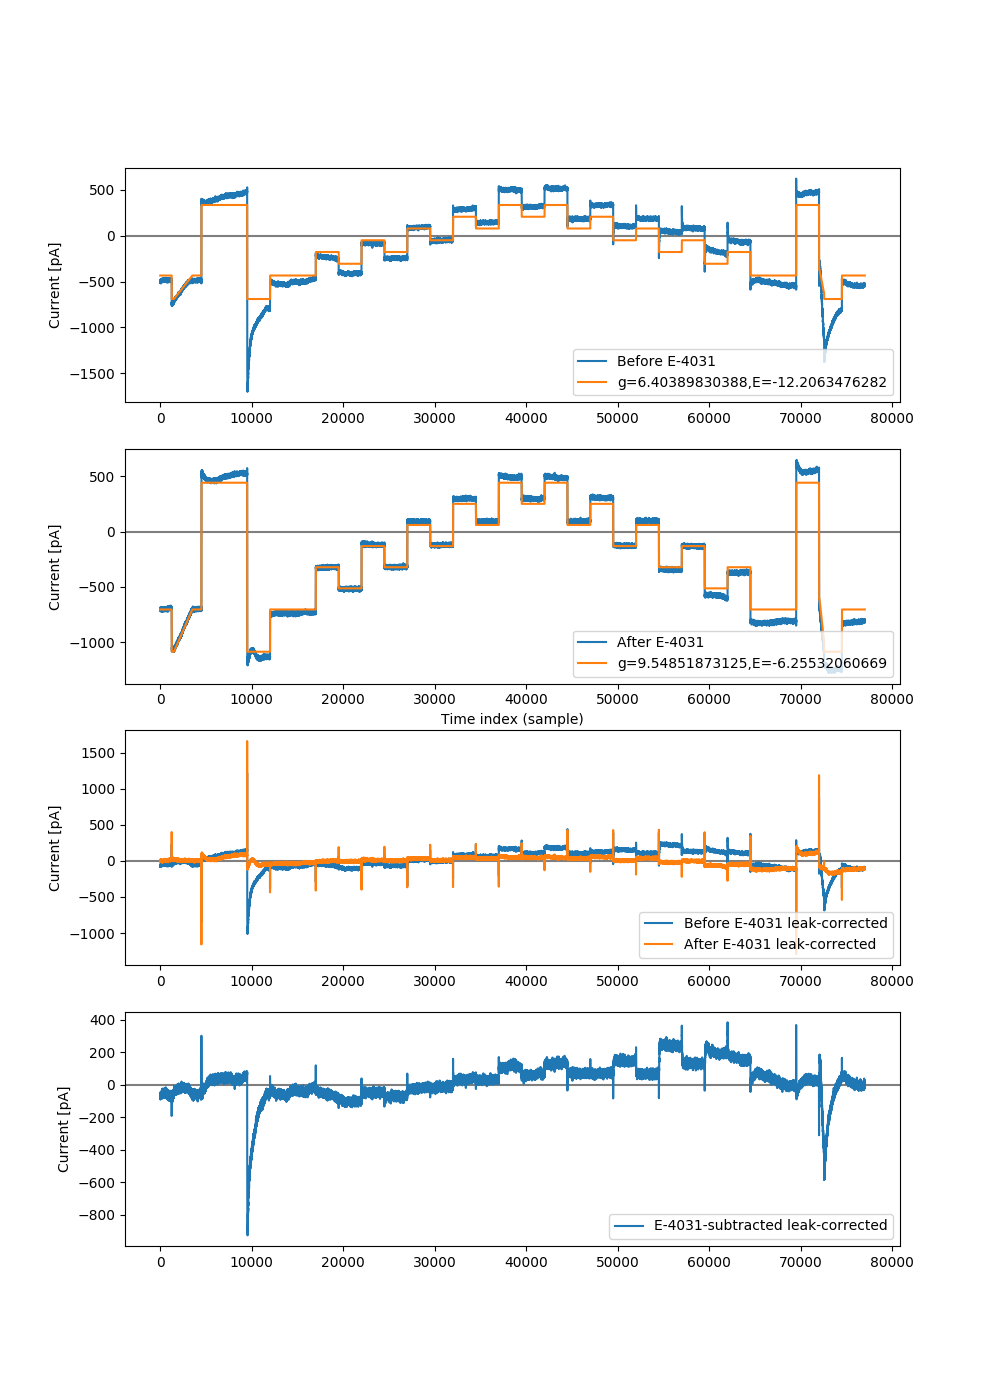 500
0
−500
−1000
−1500
Current [pA]
Before E-4031
g=6.40389830388,E=-12.2063476282
0 10000 20000 30000 40000 50000 60000 70000 80000
500
0
−500
−1000
Current [pA]
After E-4031
g=9.54851873125,E=-6.25532060669
0 10000 20000 30000 40000 50000 60000 70000 80000
Time index (sample)
1500
1000
500
0
−500
−1000
Current [pA]
Before E-4031 leak-corrected
After E-4031 leak-corrected
0 10000 20000 30000 40000 50000 60000 70000 80000
400
200
0
−200
−400
−600
−800
Current [pA]
E-4031-subtracted leak-corrected
0 10000 20000 30000 40000 50000 60000 70000 80000